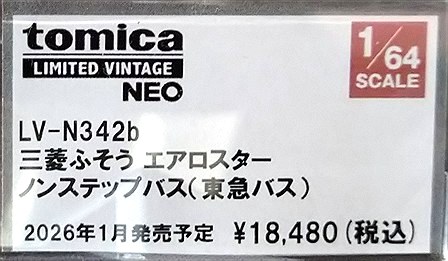 tomica
LIMITED VINTAGE
NEO
1/64
SCALE
LV-N342b
三菱ふそう エアロスター
ノンステップバス(東急バス)
2026年1月発売予定 ¥18,480(税込)